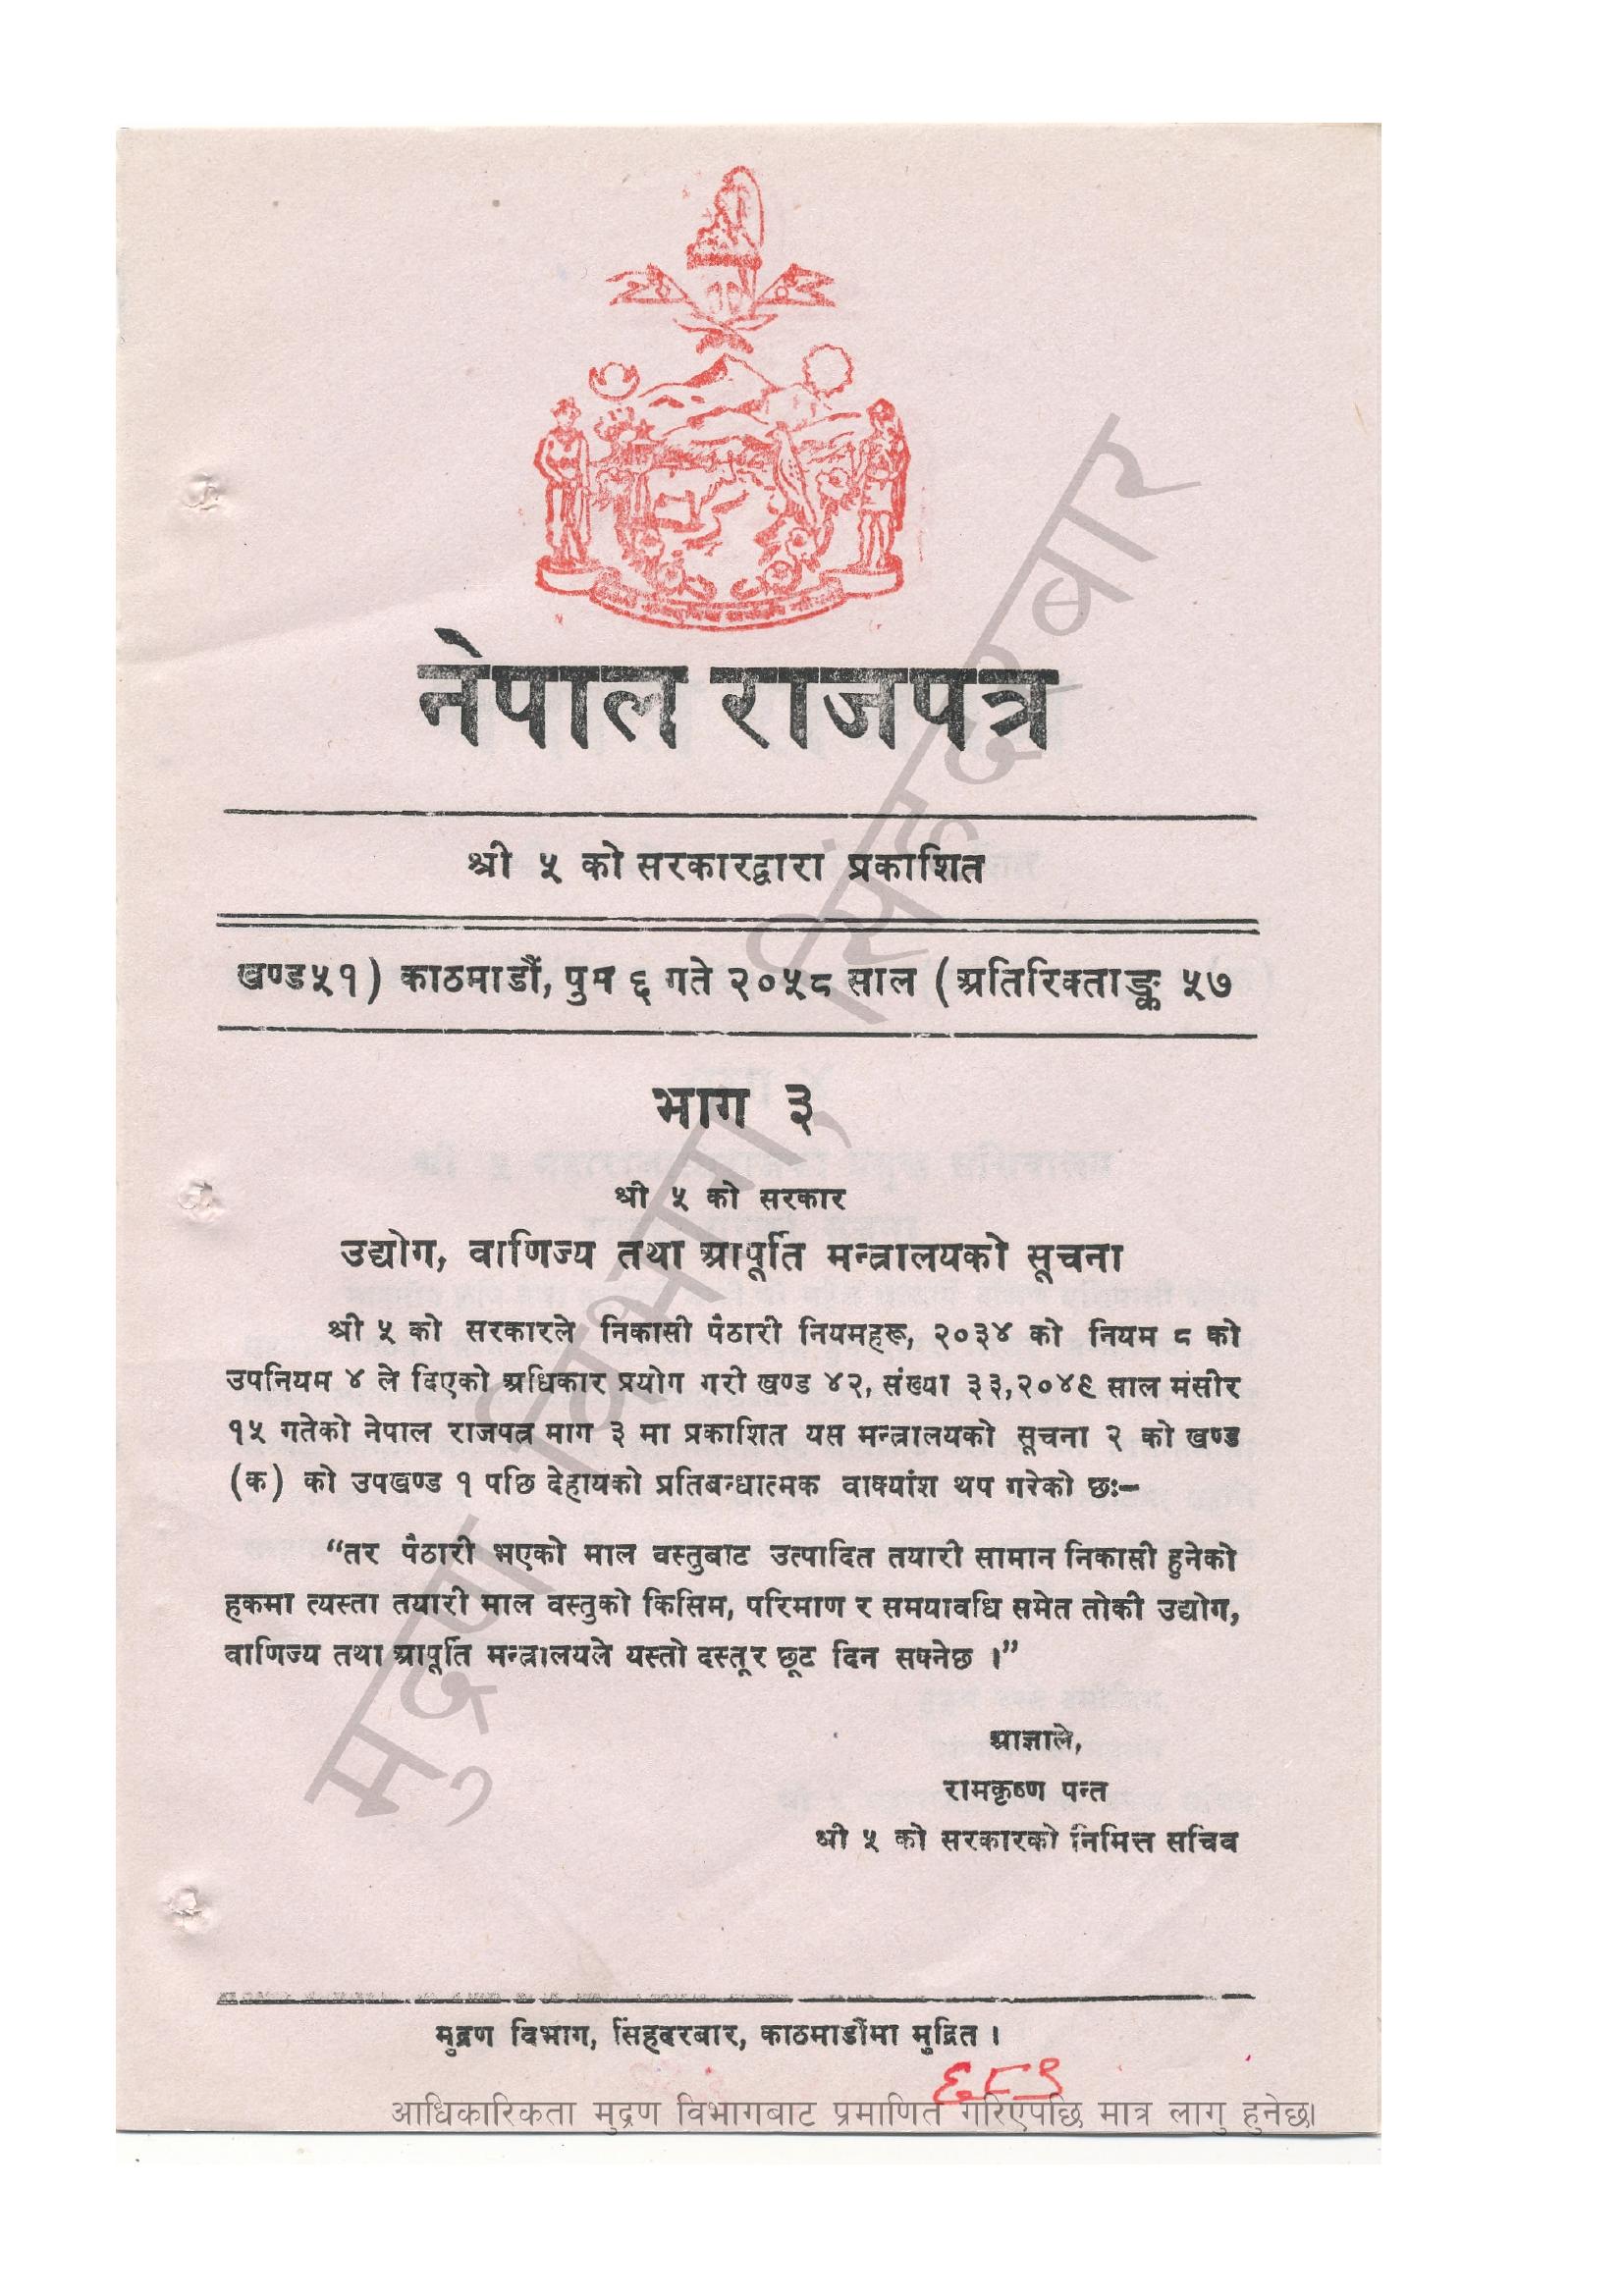 नेपाल राजपत्र
श्री ५ को सरकारद्वारा प्रकाशित
खण्ड५१) काठमाडौं, पुष ६ गते २०५८ साल (अतिरिक्ताङ्क ५७
भाग ३
श्री ५ को सरकार
उद्योग, वाणिज्य तथा आपूर्ति मन्त्रालयको सूचना
श्री ५ को सरकारले निकासी पैठारी नियमहरू, २०३४ को नियम ८ को
उपनियम ४ ले दिएको अधिकार प्रयोग गरी खण्ड ४२, संख्या ३३,२०४९ साल मंसीर
१५ गतेको नेपाल राजपत्र भाग ३ मा प्रकाशित यस मन्त्रालयको सूचना २ को खण्ड
(क) को उपखण्ड १ पछि देहायको प्रतिबन्धात्मक वाक्यांश थप गरेको छः–
“तर पैठारी भएको माल वस्तुबाट उत्पादित तयारी सामान निकासी हुनेको
हकमा त्यस्ता तयारी माल वस्तुको किसिम, परिमाण र समयावधि समेत तोकी उद्योग,
वाणिज्य तथा आपूर्ति मन्त्रालयले यस्तो दस्तूर छूट दिन सक्नेछ ।”
आज्ञाले,
रामकृष्ण पन्त
श्री ५ को सरकारको निमित्त सचिव
मुद्रण विभाग, सिंहदरबार, काठमाडौंमा मुद्रित ।
६८९
आधिकारिकता मुद्रण विभागबाट प्रमाणित गरिएपछि मात्र लागु हुनेछ।
मुद्रण विभाग, सिंहदरबार